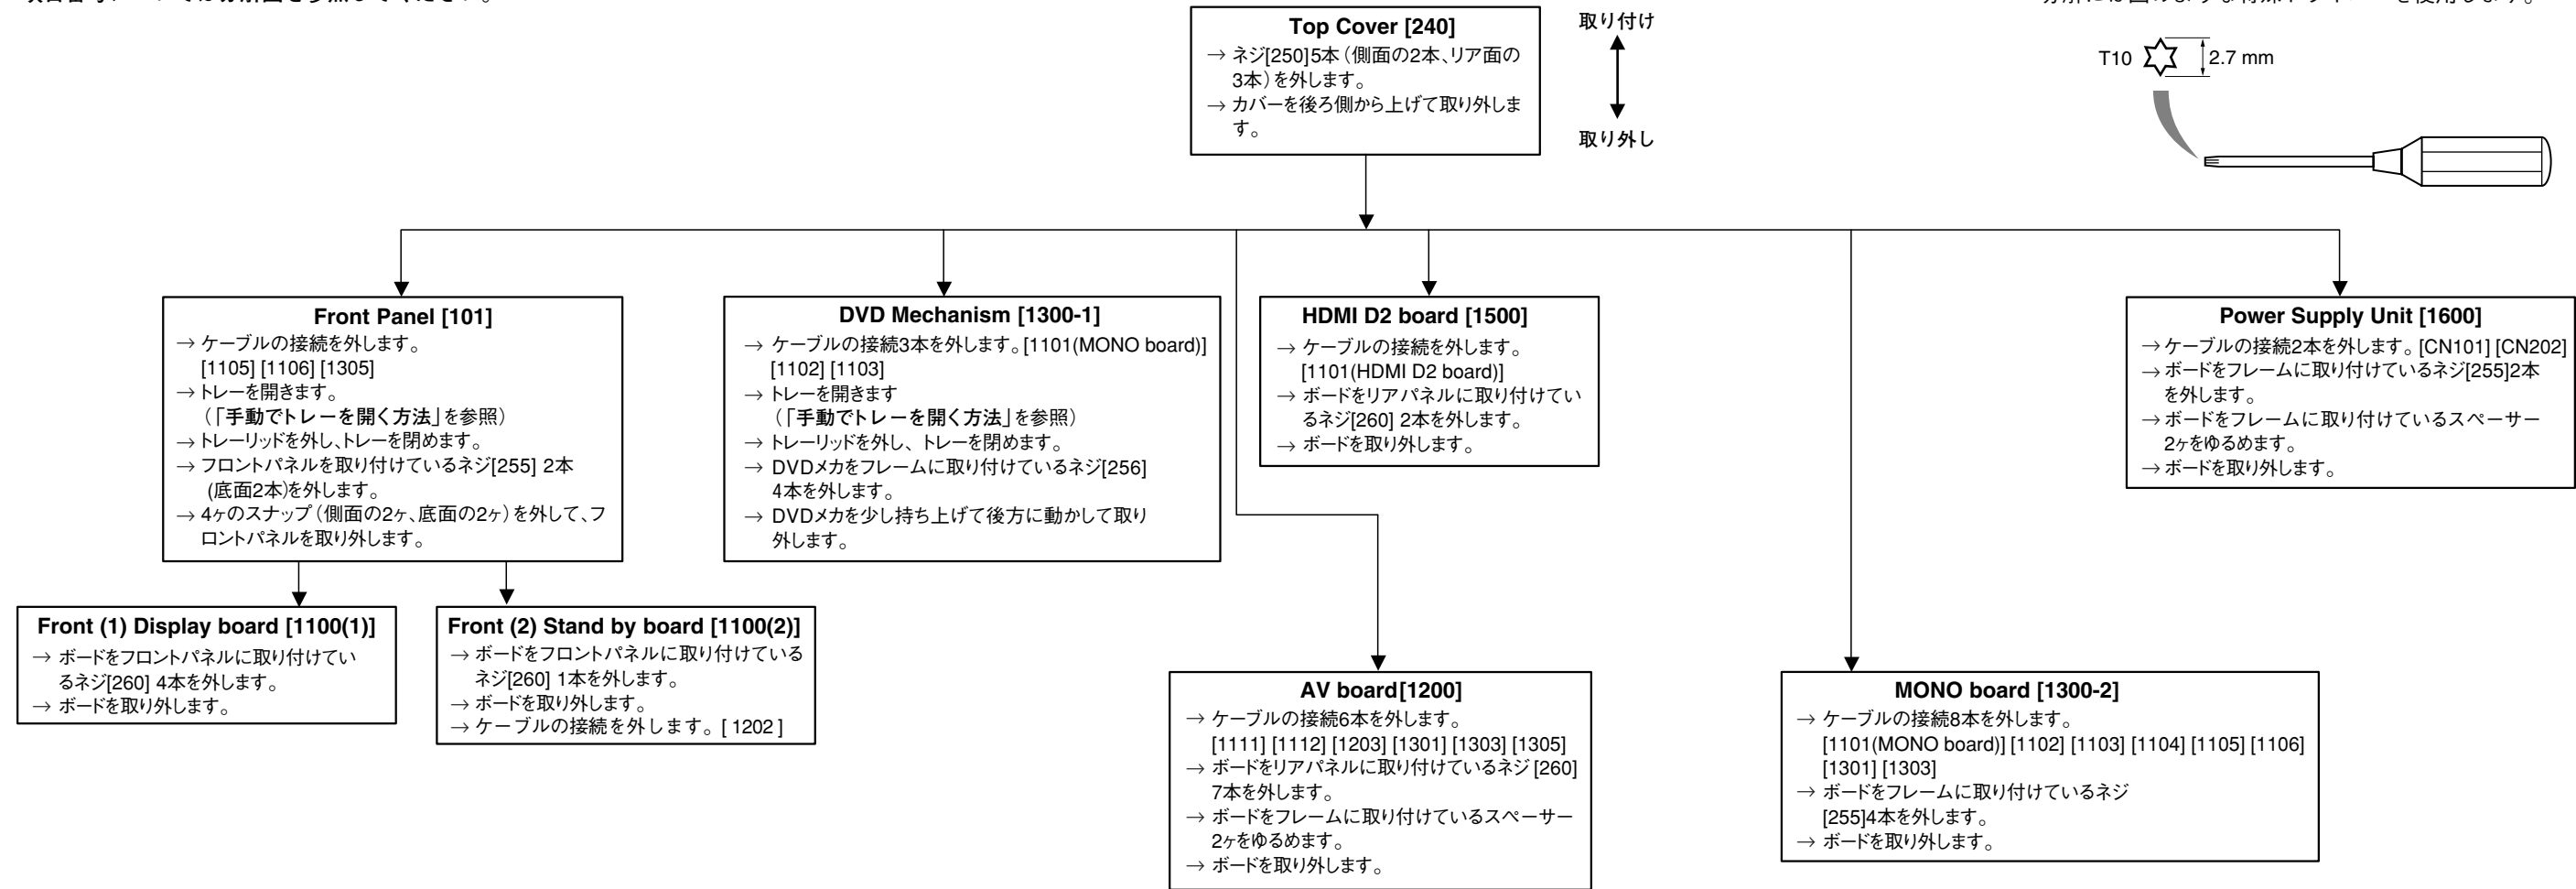 Top Cover [240]
→ ネジ[250]5本（側面の2本、リア面の
3本）を外します。
→ カバーを後ろ側から上げて取り外しま
す。
取り付け
取り外し
T10
2.7 mm
Front Panel [101]
→ ケーブルの接続を外します。
[1105] [1106] [1305]
→ トレーを開きます。
（「手動でトレーを開く方法」を参照）
→ トレーリッドを外し、トレーを閉めます。
→ フロントパネルを取り付けているネジ[255] 2本
(底面2本)を外します。
→ 4ヶのスナップ（側面の2ヶ、底面の2ヶ）を外して、フ
ロントパネルを取り外します。
DVD Mechanism [1300-1]
→ ケーブルの接続3本を外します。[1101(MONO board)]
[1102] [1103]
→ トレーを開きます
（「手動でトレーを開く方法」を参照）
→ トレーリッドを外し、トレーを閉めます。
→ DVDメカをフレームに取り付けているネジ[256]
4本を外します。
→ DVDメカを少し持ち上げて後方に動かして取り
外します。
HDMI D2 board [1500]
→ ケーブルの接続を外します。
[1101(HDMI D2 board)]
→ ボードをリアパネルに取り付けてい
るネジ[260] 2本を外します。
→ ボードを取り外します。
Power Supply Unit [1600]
→ ケーブルの接続2本を外します。[CN101] [CN202]
→ ボードをフレームに取り付けているネジ[255]2本
を外します。
→ ボードをフレームに取り付けているスペーサー
2ヶをゆるめます。
→ ボードを取り外します。
Front (1) Display board [1100(1)]
→ ボードをフロントパネルに取り付けてい
るネジ[260] 4本を外します。
→ ボードを取り外します。
Front (2) Stand by board [1100(2)]
→ ボードをフロントパネルに取り付けている
ネジ[260] 1本を外します。
→ ボードを取り外します。
→ ケーブルの接続を外します。[ 1202 ]
AV board[1200]
→ ケーブルの接続6本を外します。
[1111] [1112] [1203] [1301] [1303] [1305]
→ ボードをリアパネルに取り付けているネジ [260]
7本を外します。
→ ボードをフレームに取り付けているスペーサー
2ヶをゆるめます。
→ ボードを取り外します。
MONO board [1300-2]
→ ケーブルの接続8本を外します。
[1101(MONO board)] [1102] [1103] [1104] [1105] [1106]
[1301] [1303]
→ ボードをフレームに取り付けているネジ
[255]4本を外します。
→ ボードを取り外します。